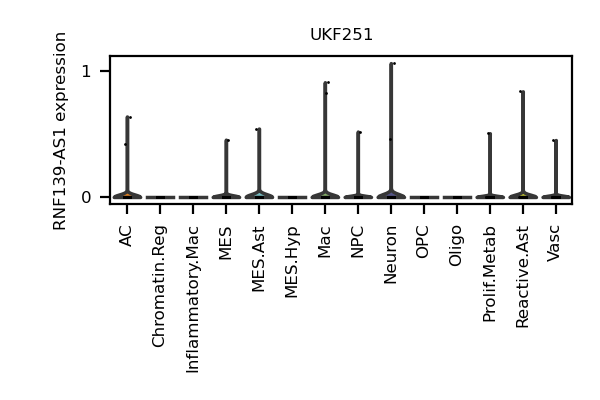 UKF251
RNF139-AS1 expression
1
0
AC
Chromatin.Reg
Inflammatory.Mac
MES
MES.Ast
MES.Hyp
Mac
NPC
Neuron
OPC
Oligo
Prolif.Metab
Reactive.Ast
Vasc